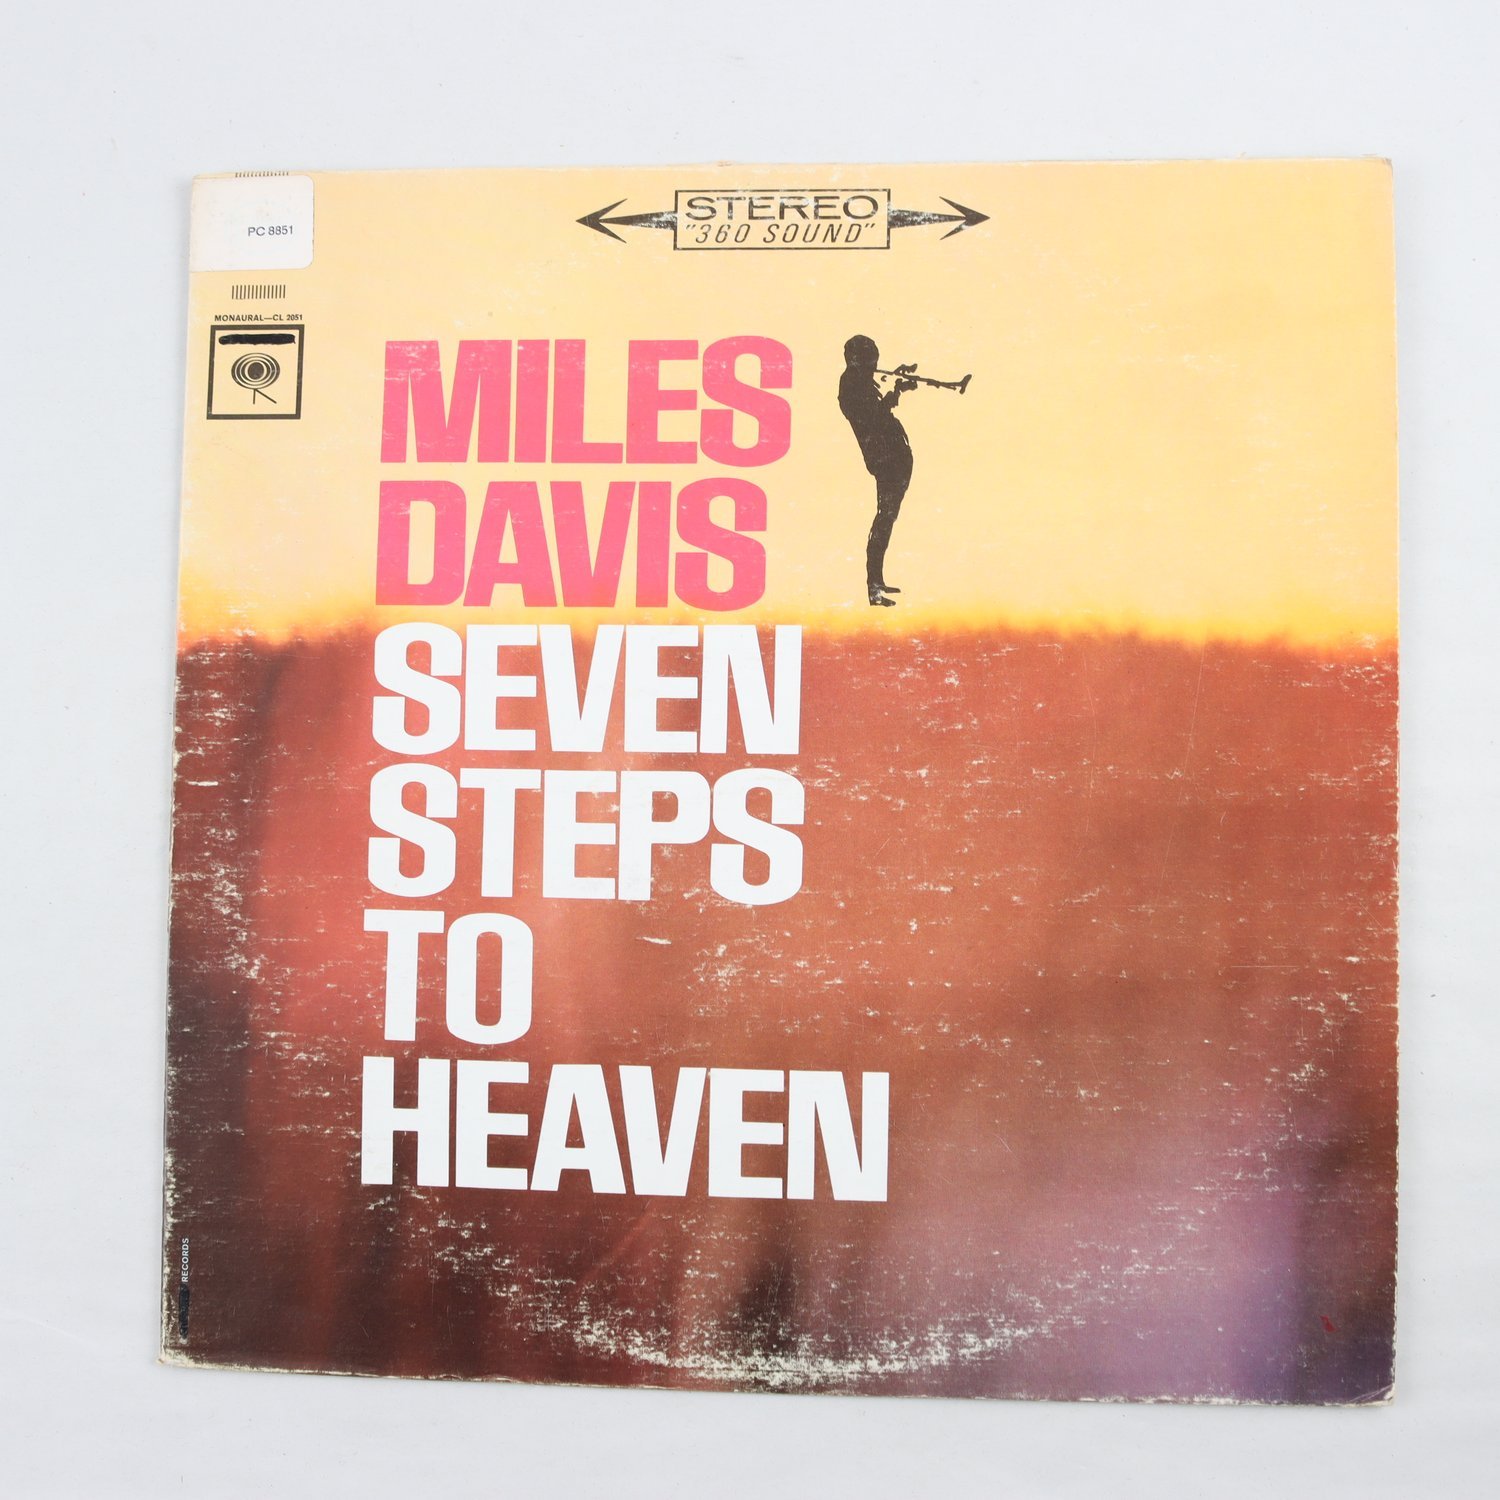 PC 8851
STEREO
"360 SOUND"
MONAURAL—CL 2051
MILES
DAVIS
SEVEN
STEPS
TO
HEAVEN
RECORDS